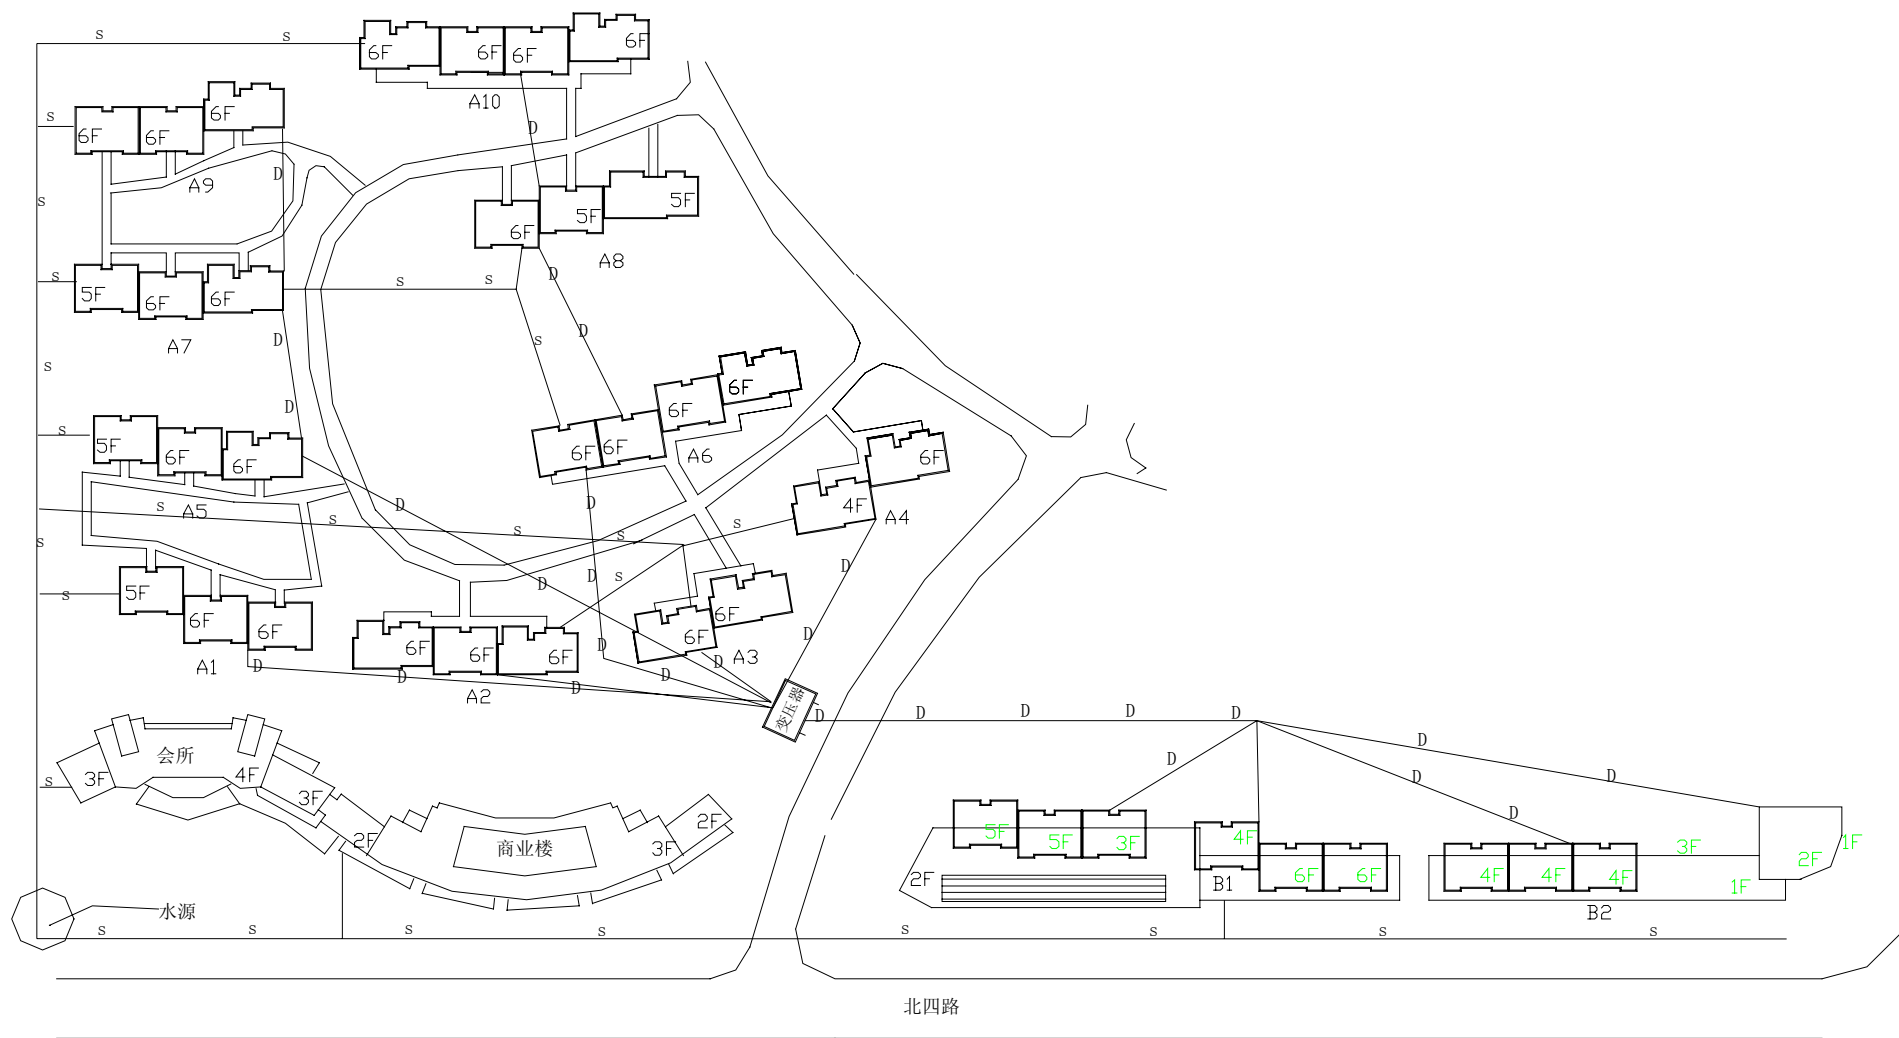 s s 6F 6F 6F 6F
A10
s 6F 6F 6F D
A9 D
s
5F 6F
A8
6F
s 5F 6F 6F s s D
A7 D s D
s
D
6F
6F
s 5F 6F 6F 6F 6F A6 6F
A5 s s D s D s s 4F A4
s
D D s D
s 5F 6F 6F
A1 D
6F 6F 6F
A2 D D
6F 6F A3 D D D D
变压器 D D D D D
会所 3F 4F 3F
s
2F 商业楼 3F 2F
D D D D D
5F 5F 3F 2F
4F B1 6F 6F
4F 4F 4F 3F 1F 2F 1F
B2
水源
s s s s s s s s
北四路